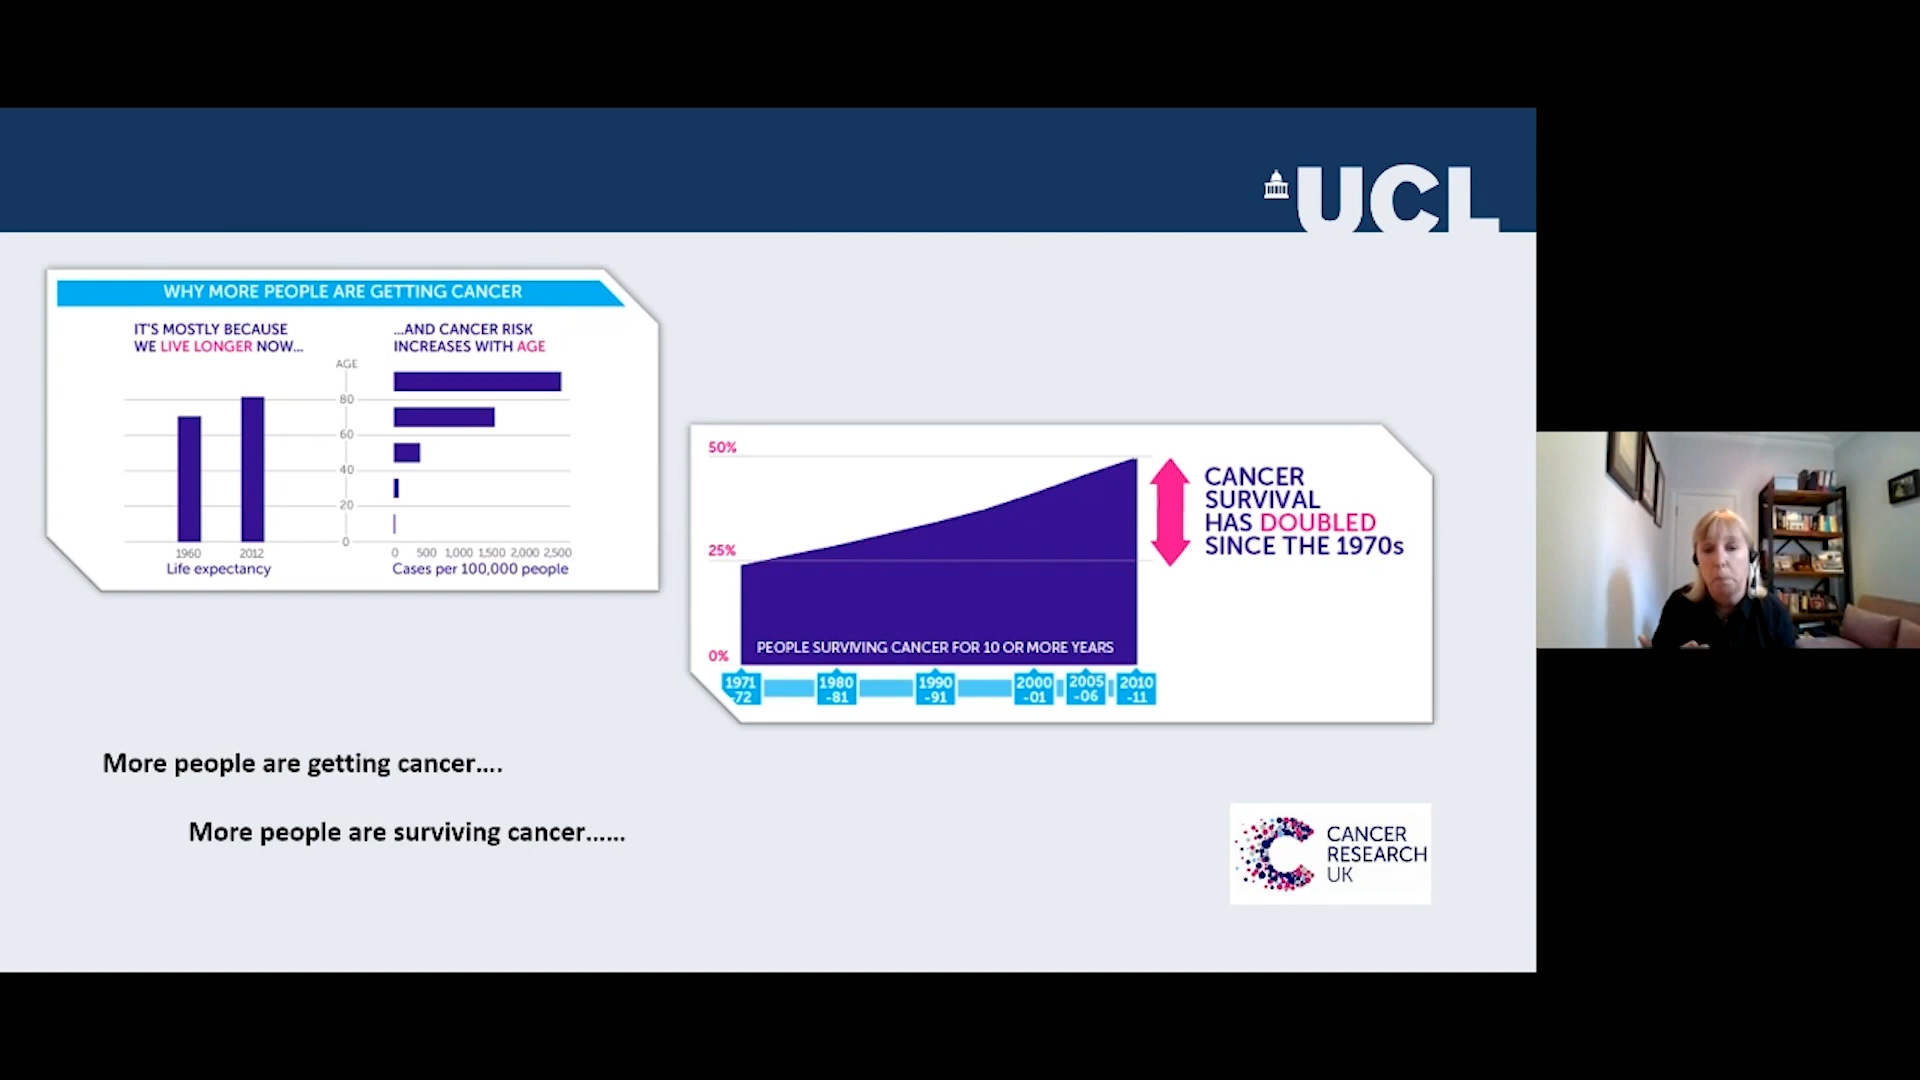 UCL
WHY MORE PEOPLE ARE GETTING CANCER
IT'S MOSTLY BECAUSE
WE LIVE LONGER NOW...
...AND CANCER RISK
INCREASES WITH AGE
AGE
80
60
40
20
0
1960 2012
Life expectancy
0 500 1,000 1,500 2,000 2,500
Cases per 100,000 people
50%
25%
0%
CANCER
SURVIVAL
HAS DOUBLED
SINCE THE 1970s
PEOPLE SURVIVING CANCER FOR 10 OR MORE YEARS
1971 1980 1990 2000 2005 2010
-72 -81 -91 -01 -06 -11
More people are getting cancer....
More people are surviving cancer......
CANCER
RESEARCH
UK